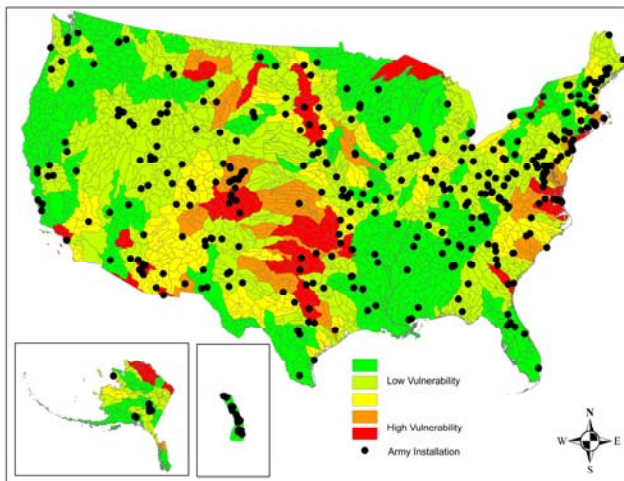 Low Vulnerability
High Vulnerability
Army Installation
N
W E
S